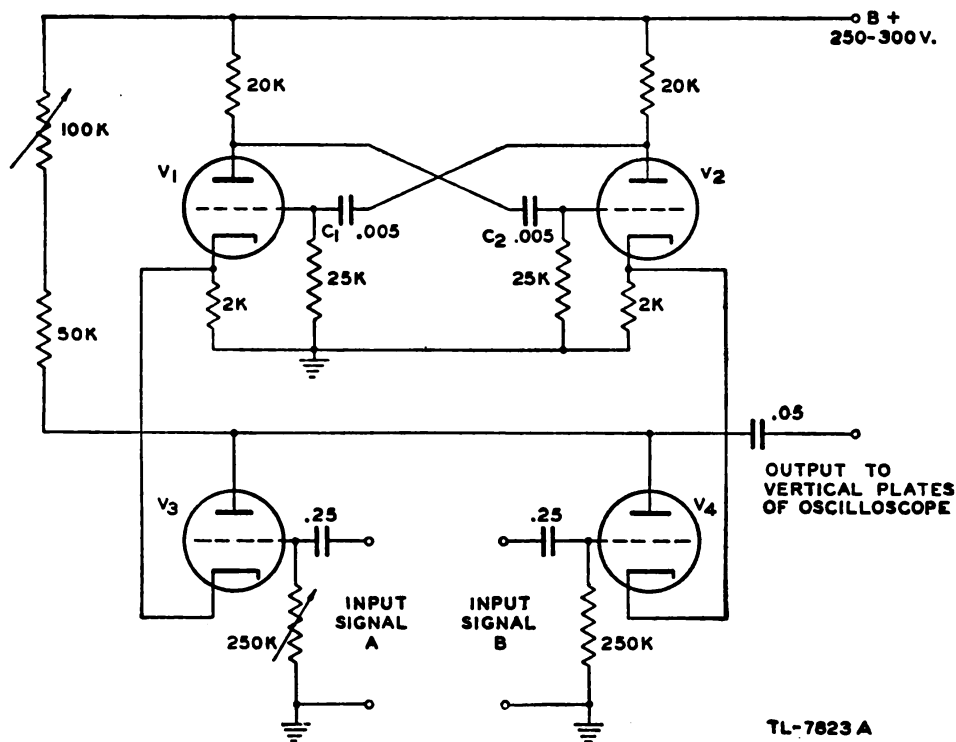 B +
250-300 V.
20K
20K
100K
V1
V2
C1 .005
C2 .005
25K
25K
2K
2K
50K
.05
OUTPUT TO
VERTICAL PLATES
OF OSCILLOSCOPE
V3
.25
.25
V4
INPUT
SIGNAL
A
INPUT
SIGNAL
B
250K
250K
TL-7823 A